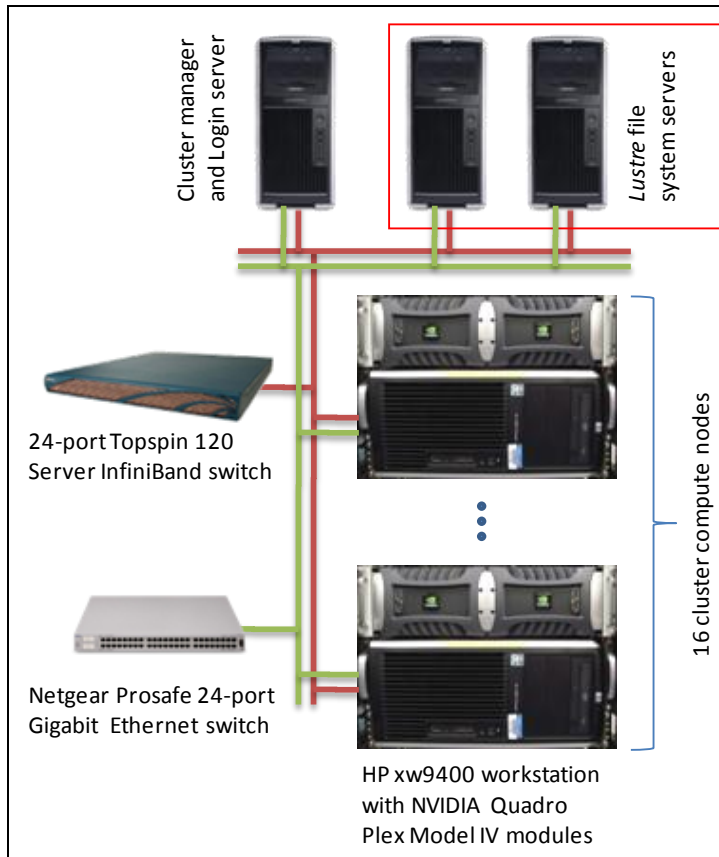 Cluster manager
and Login server
Lustre file
system servers
24-port Topspin 120
Server InfiniBand switch
16 cluster compute nodes
Netgear Prosafe 24-port
Gigabit Ethernet switch
HP xw9400 workstation
with NVIDIA Quadro
Plex Model IV modules